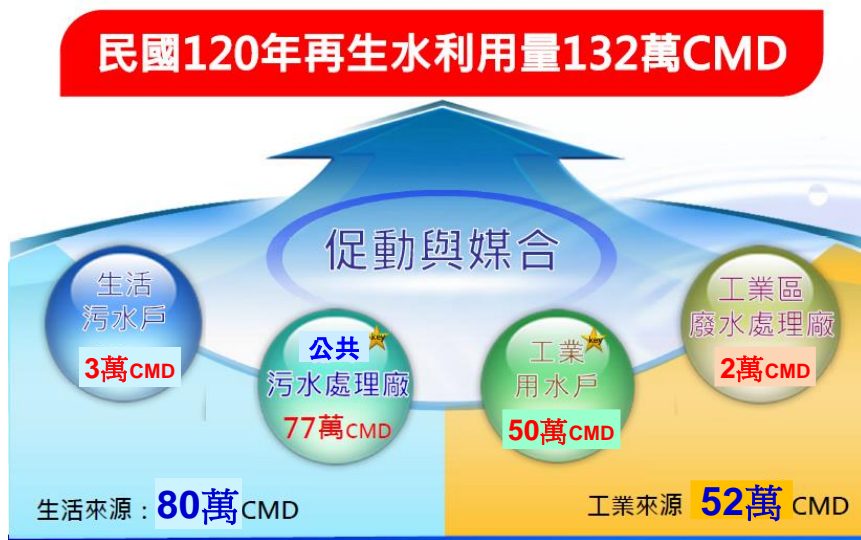 民國120年再生水利用量132萬CMD
促動與媒合
生活
污水戶
3萬CMD
key
公共
污水處理廠
77萬CMD
key
工業
用水戶
50萬CMD
工業區
廢水處理廠
2萬CMD
生活來源：80萬CMD
工業來源 52萬 CMD